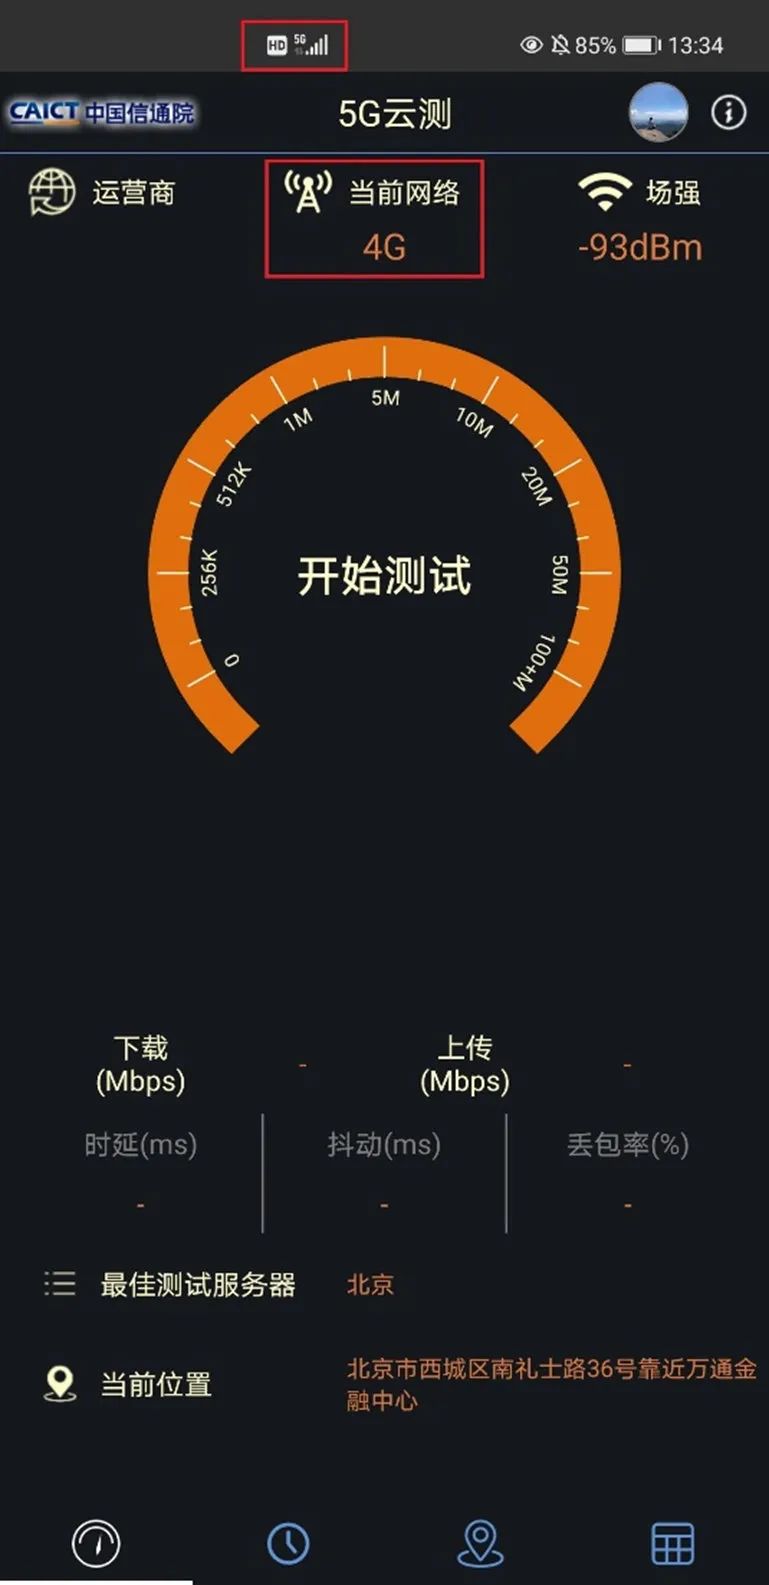 HD 5G 85% 13:34
CAICT 中国信通院 5G云测
运营商 当前网络 场强
4G -93dBm
5M
1M 10M
512K 20M
256K 开始测试 50M
0 100+M
下载 上传
(Mbps) - (Mbps) -
时延(ms) 抖动(ms) 丢包率(%)
- - -
最佳测试服务器 北京
当前位置 北京市西城区南礼士路36号靠近万通金
融中心